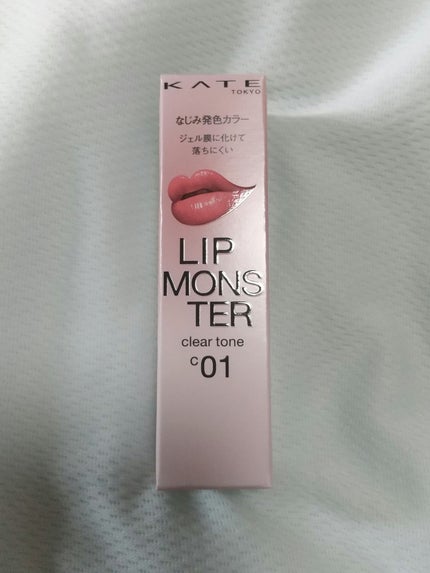 KATE
TOKYO
なじみ発色カラー
ジェル膜に化けて
落ちにくい
LIP
MONS
TER
clear tone
C01